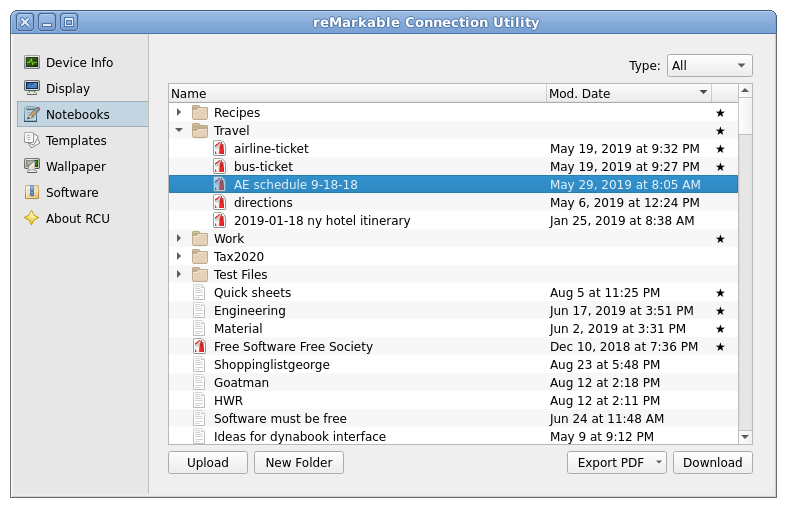 reMarkable Connection Utility
Device Info
Display
Notebooks
Templates
Wallpaper
Software
About RCU
Type: All
Name Mod. Date
Recipes ★
Travel ★
airline-ticket May 19, 2019 at 9:32 PM ★
bus-ticket May 19, 2019 at 9:27 PM ★
AE schedule 9-18-18 May 29, 2019 at 8:05 AM
directions May 6, 2019 at 12:24 PM
2019-01-18 ny hotel itinerary Jan 25, 2019 at 8:38 AM
Work ★
Tax2020
Test Files
Quick sheets Aug 5 at 11:25 PM ★
Engineering Jun 17, 2019 at 3:51 PM ★
Material Jun 2, 2019 at 3:31 PM ★
Free Software Free Society Dec 10, 2018 at 7:36 PM ★
Shoppinglistgeorge Aug 23 at 5:48 PM
Goatman Aug 12 at 2:18 PM
HWR Aug 12 at 2:11 PM
Software must be free Jun 24 at 11:48 AM
Ideas for dynabook interface May 9 at 9:12 PM
Upload New Folder Export PDF Download